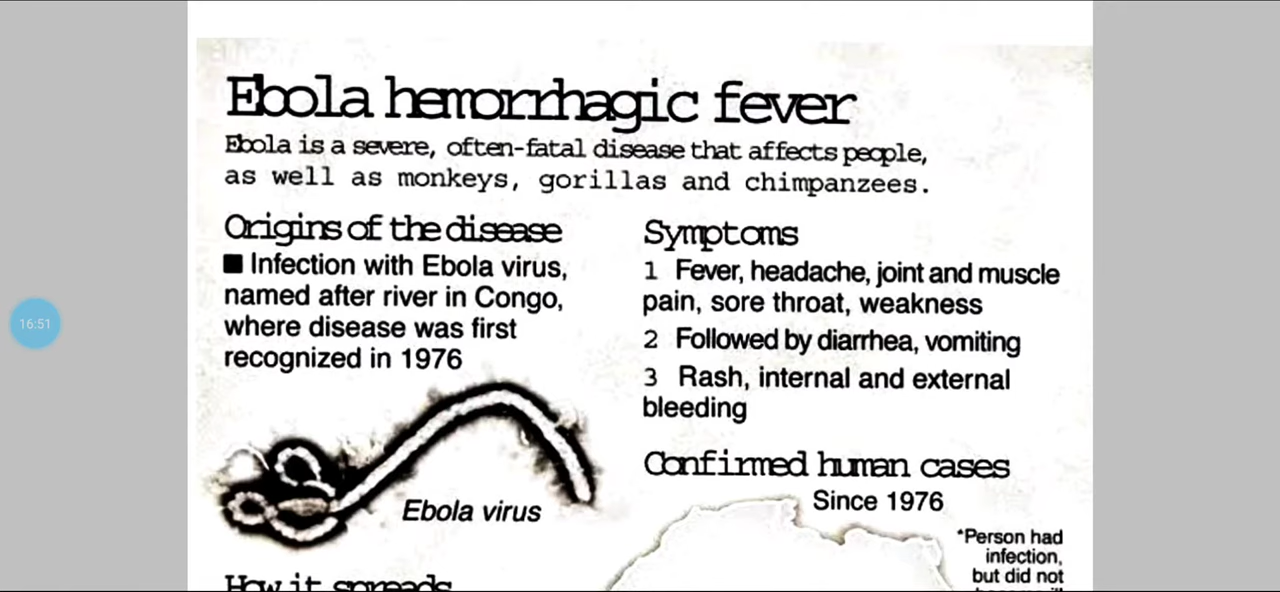 Ebola hemorrhagic fever
Ebola is a severe, often-fatal disease that affects people,
as well as monkeys, gorillas and chimpanzees.
Origins of the disease
■ Infection with Ebola virus,
named after river in Congo,
where disease was first
recognized in 1976
Ebola virus
How it spreads
Symptoms
1 Fever, headache, joint and muscle
pain, sore throat, weakness
2 Followed by diarrhea, vomiting
3 Rash, internal and external
bleeding
Confirmed human cases
Since 1976
*Person had
infection,
but did not
16:51